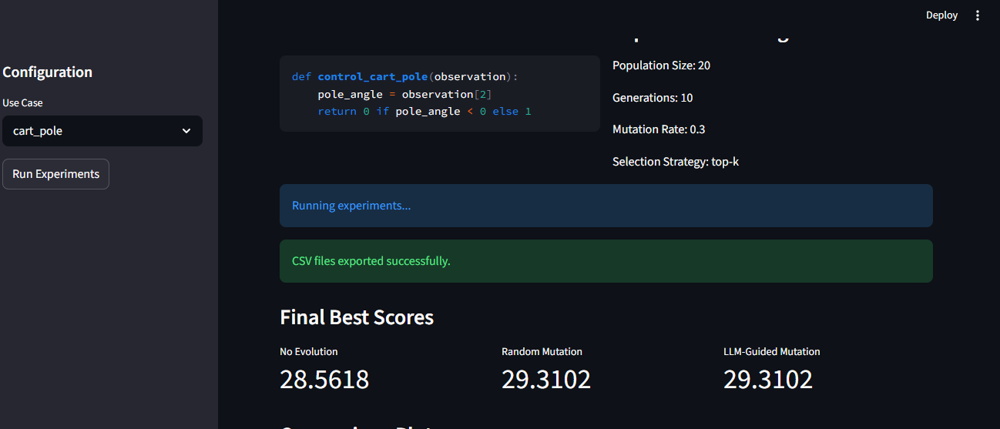 Deploy
Configuration
Use Case
cart_pole
Run Experiments
def control_cart_pole(observation):
    pole_angle = observation[2]
    return 0 if pole_angle < 0 else 1
Population Size: 20
Generations: 10
Mutation Rate: 0.3
Selection Strategy: top-k
Running experiments...
CSV files exported successfully.
Final Best Scores
No Evolution
28.5618
Random Mutation
29.3102
LLM-Guided Mutation
29.3102